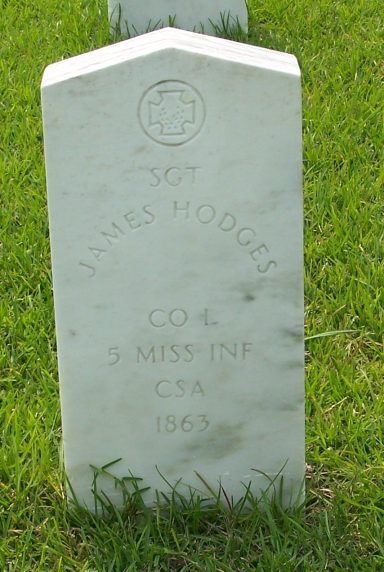 SGT
JAMES HODGES
CO L
5 MISS INF
CSA
1863